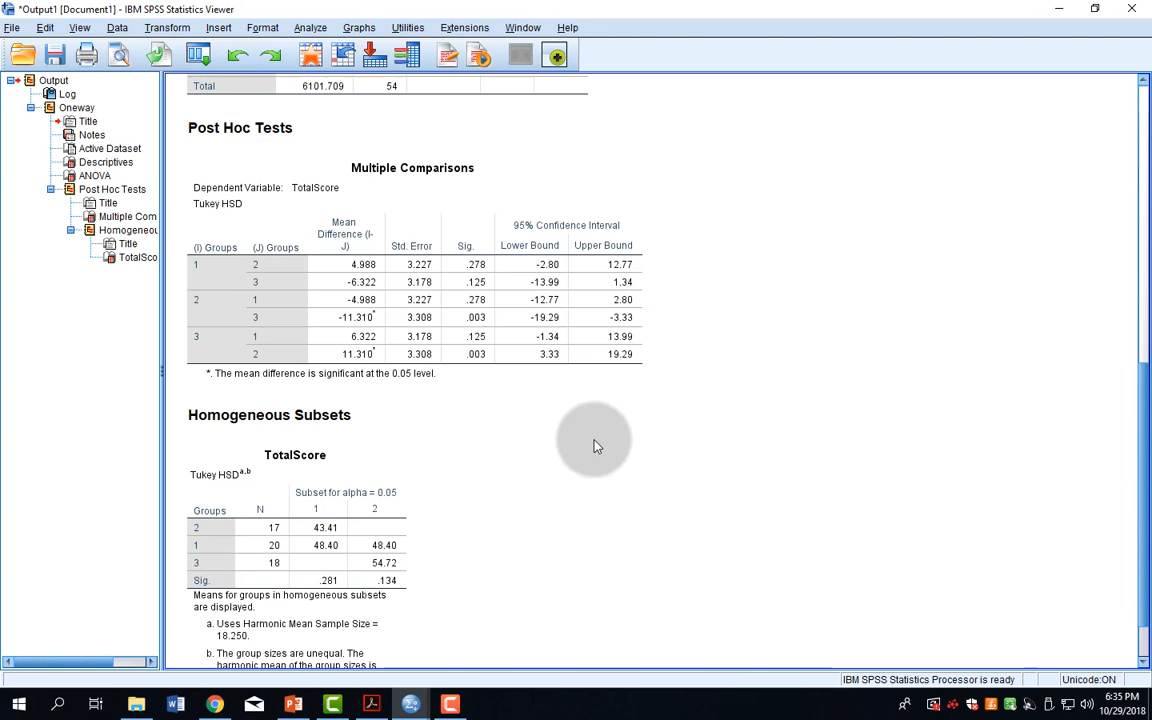 *Output1 [Document1] - IBM SPSS Statistics Viewer
File Edit View Data Transform Insert Format Analyze Graphs Utilities Extensions Window Help
Output
Log
Oneway
Title
Notes
Active Dataset
Descriptives
ANOVA
Post Hoc Tests
Title
Multiple Com
Homogeneou
Title
TotalSco
Total 6101.709 54
Post Hoc Tests
Multiple Comparisons
Dependent Variable: TotalScore
Tukey HSD
(I) Groups (J) Groups Mean Difference (I-J) Std. Error Sig. 95% Confidence Interval
Lower Bound Upper Bound
1 2 4.988 3.227 .278 -2.80 12.77
3 -6.322 3.178 .125 -13.99 1.34
2 1 -4.988 3.227 .278 -12.77 2.80
3 -11.310* 3.308 .003 -19.29 -3.33
3 1 6.322 3.178 .125 -1.34 13.99
2 11.310* 3.308 .003 3.33 19.29
*. The mean difference is significant at the 0.05 level.
Homogeneous Subsets
TotalScore
Tukey HSDa,b
Subset for alpha = 0.05
Groups N 1 2
2 17 43.41
1 20 48.40 48.40
3 18 54.72
Sig. .281 .134
Means for groups in homogeneous subsets
are displayed.
a. Uses Harmonic Mean Sample Size =
18.250.
b. The group sizes are unequal. The
harmonic mean of the group sizes is
IBM SPSS Statistics Processor is ready Unicode:ON
6:35 PM
10/29/2018